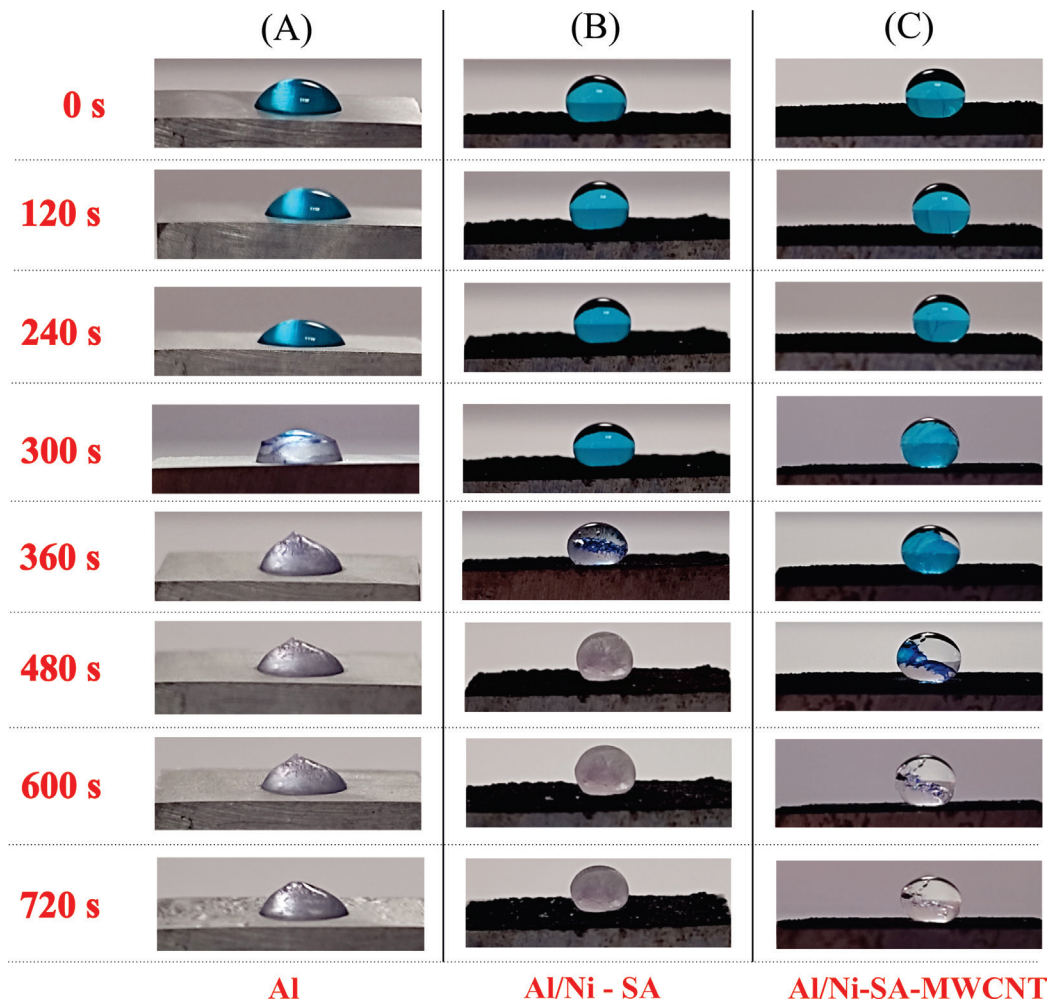 (A) (B) (C)
0 s
120 s
240 s
300 s
360 s
480 s
600 s
720 s
Al Al/Ni - SA Al/Ni-SA-MWCNT